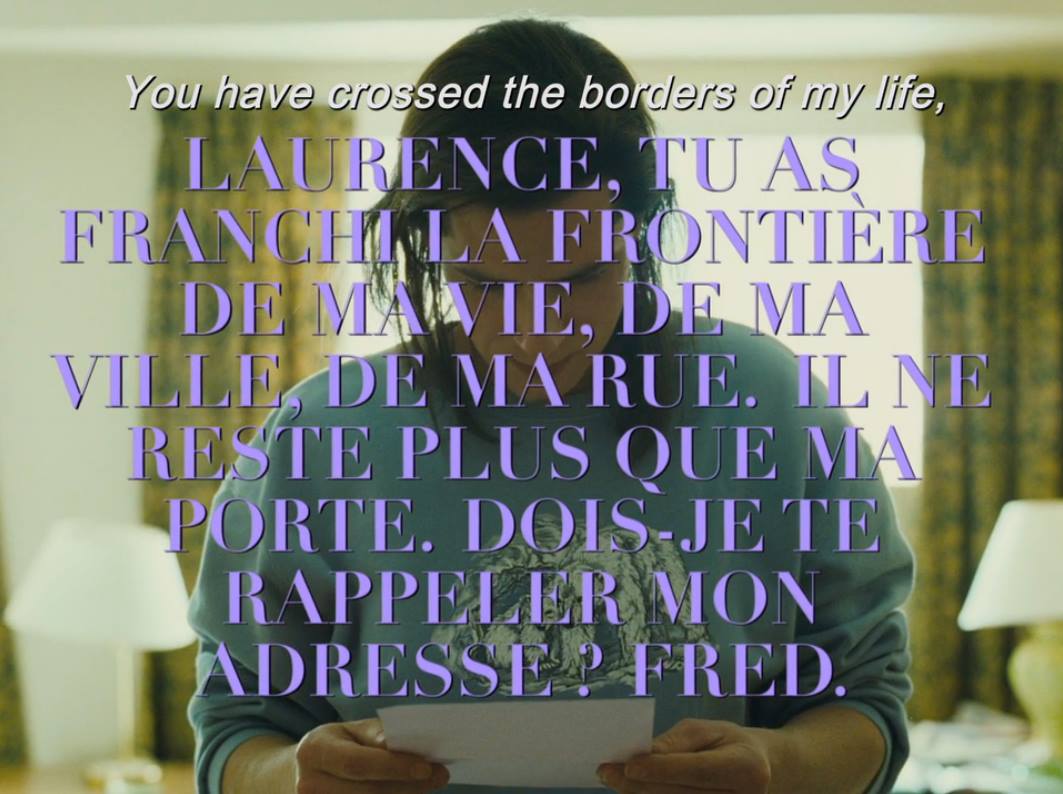 You have crossed the borders of my life,
LAURENCE, TU AS
FRANCHI LA FRONTIÈRE
DE MA VIE, DE MA
VILLE, DE MA RUE. IL NE
RESTE PLUS QUE MA
PORTE. DOIS-JE TE
RAPPELER MON
ADRESSE ? FRED.